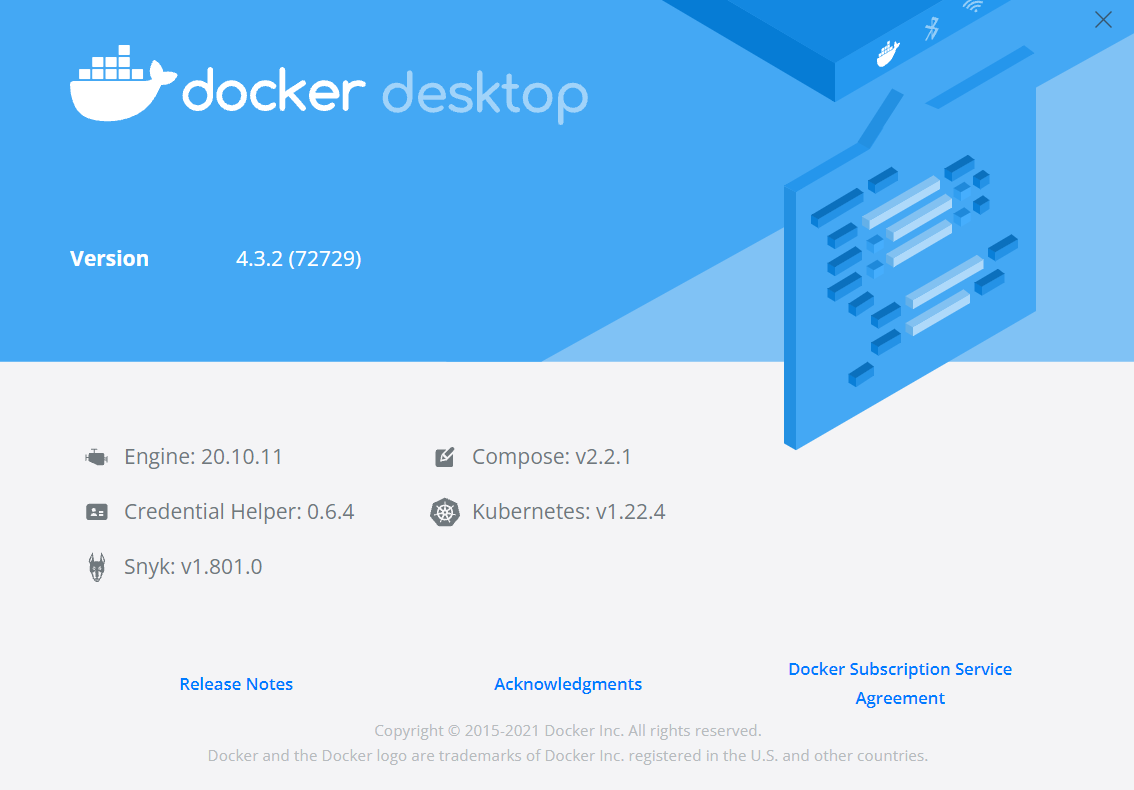 docker desktop
Version 4.3.2 (72729)
Engine: 20.10.11
Compose: v2.2.1
Credential Helper: 0.6.4
Kubernetes: v1.22.4
Snyk: v1.801.0
Release Notes
Acknowledgments
Docker Subscription Service
Agreement
Copyright © 2015-2021 Docker Inc. All rights reserved.
Docker and the Docker logo are trademarks of Docker Inc. registered in the U.S. and other countries.